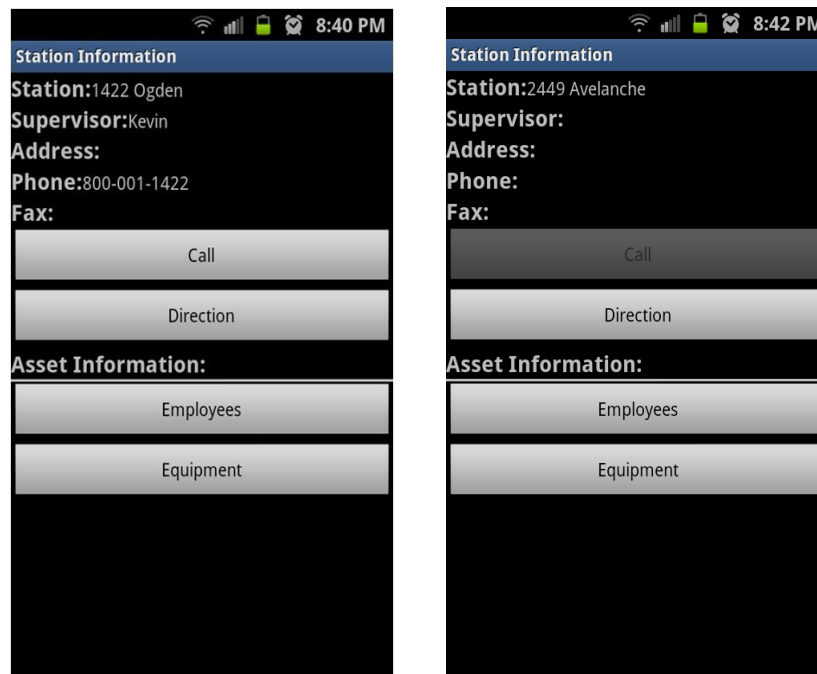 8:40 PM
Station Information
Station:1422 Ogden
Supervisor:Kevin
Address:
Phone:800-001-1422
Fax:
Call
Direction
Asset Information:
Employees
Equipment
8:42 PM
Station Information
Station:2449 Avelanche
Supervisor:
Address:
Phone:
Fax:
Call
Direction
Asset Information:
Employees
Equipment